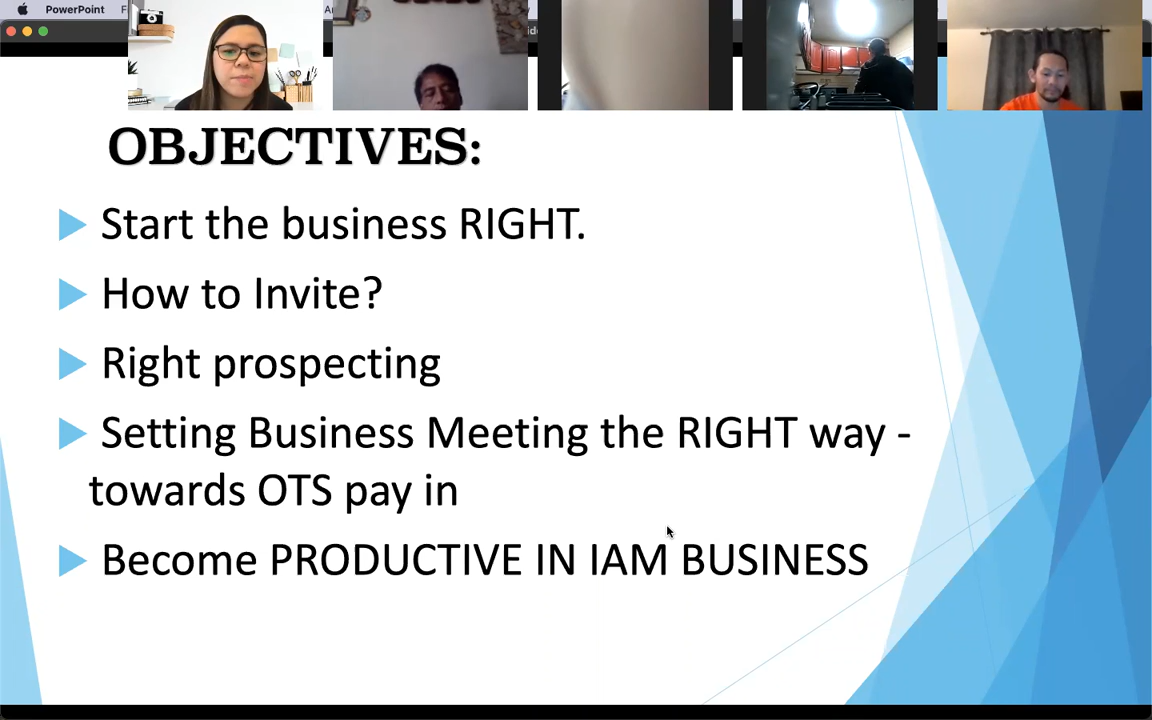 PowerPoint
OBJECTIVES:
Start the business RIGHT.
How to Invite?
Right prospecting
Setting Business Meeting the RIGHT way -
towards OTS pay in
Become PRODUCTIVE IN IAM BUSINESS